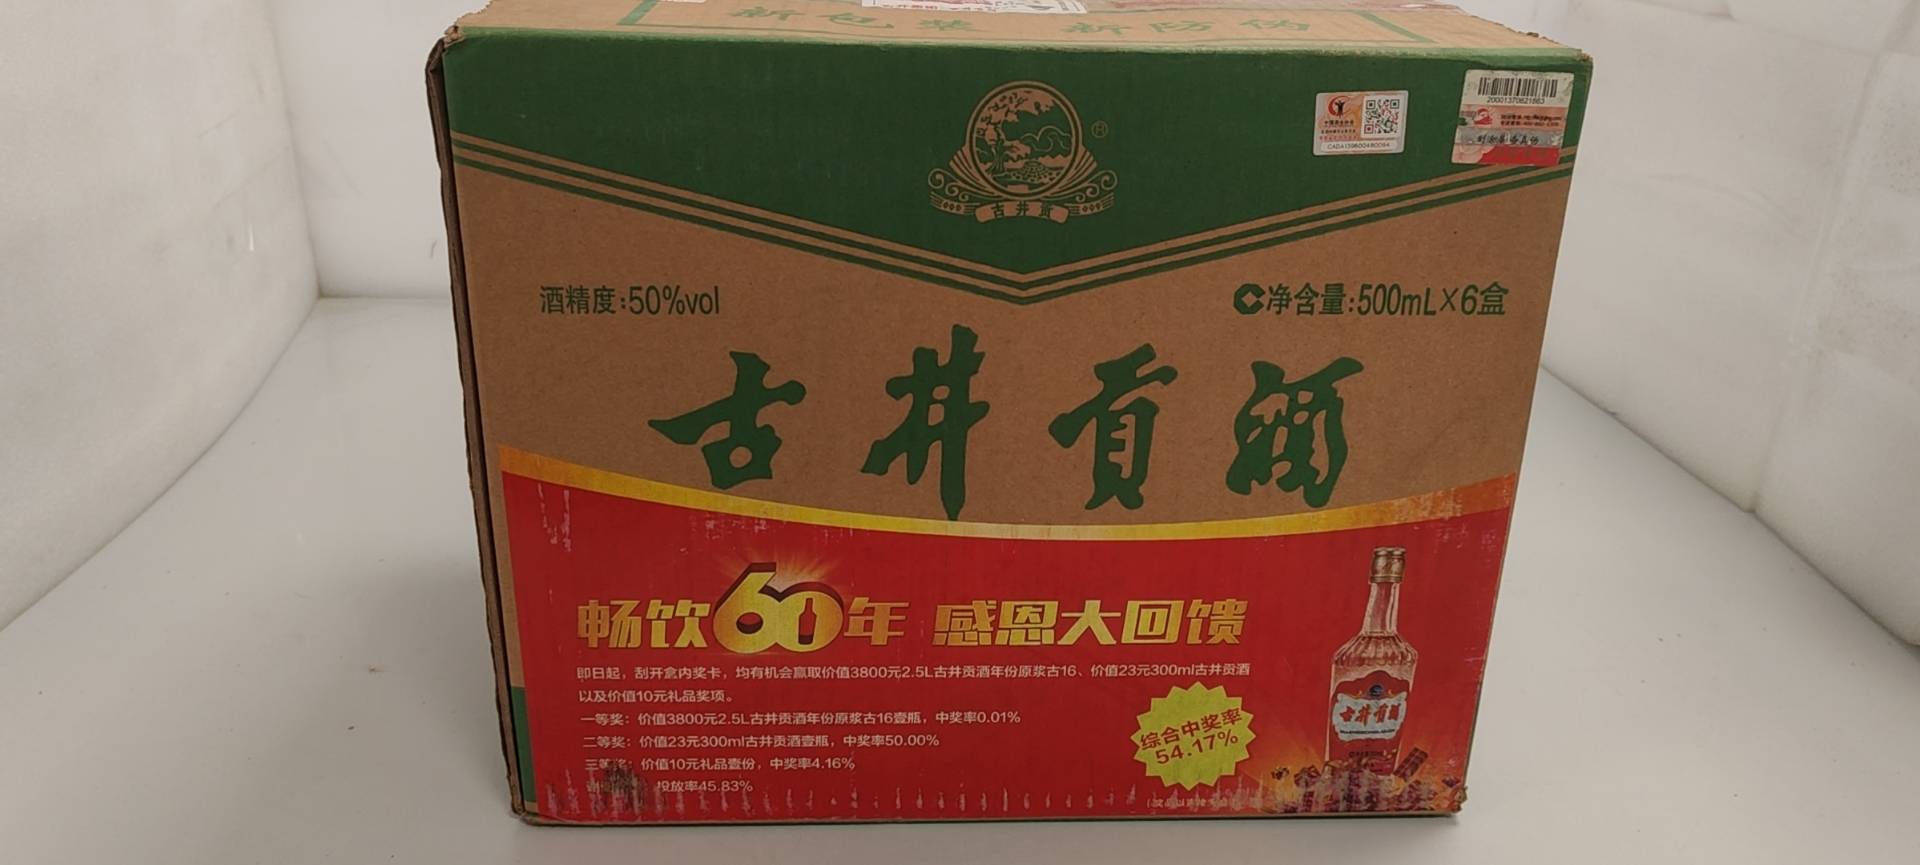 新包装 新防伪
®
古井贡
20001370821663
CADA139600480094
酒精度:50%vol
净含量:500mL×6盒
古井贡酒
畅饮60年 感恩大回馈
即日起，刮开盒内奖卡，均有机会赢取价值3800元2.5L古井贡酒年份原浆古16、价值23元300ml古井贡酒
以及价值10元礼品奖项。
一等奖：价值3800元2.5L古井贡酒年份原浆古16壹瓶，中奖率0.01%
二等奖：价值23元300ml古井贡酒壹瓶，中奖率50.00%
三等奖：价值10元礼品壹份，中奖率4.16%
投放率45.83%
综合中奖率
54.17%
古井贡酒